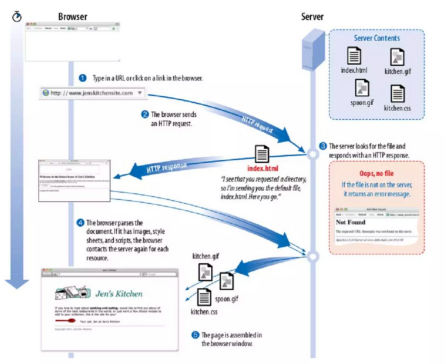 Browser
Server
Server Contents
index.html
kitchen.gif
spoon.gif
kitchen.css
1 Type in a URL or click on a link in the browser.
http://www.jenskitchensite.com
2 The browser sends
an HTTP request.
HTTP request
3 The server looks for the file and
responds with an HTTP response.
HTTP response
index.html
"I see that you requested a directory,
so I'm sending you the default file,
index.html. Here you go."
Oops, no file
If the file is not on the server,
it returns an error message.
Not Found
4 The browser parses the
document. If it has images, style
sheets, and scripts, the browser
contacts the server again for each
resource.
kitchen.gif
spoon.gif
kitchen.css
Jen's Kitchen
5 The page is assembled in
the browser window.